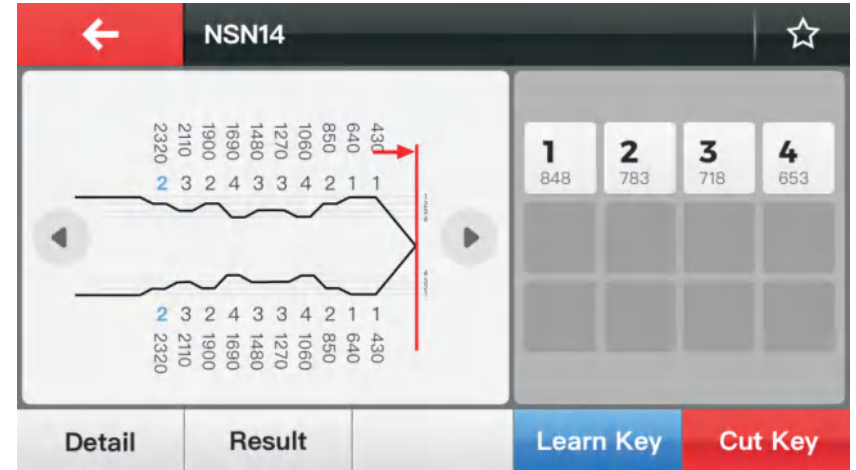 NSN14
2320 2110 1900 1690 1480 1270 1060 850 640 430
2 3 2 4 3 3 4 2 1 1
2 3 2 4 3 3 4 2 1 1
2320 2110 1900 1690 1480 1270 1060 850 640 430
1 2 3 4
848 783 718 653
Detail Result Learn Key Cut Key